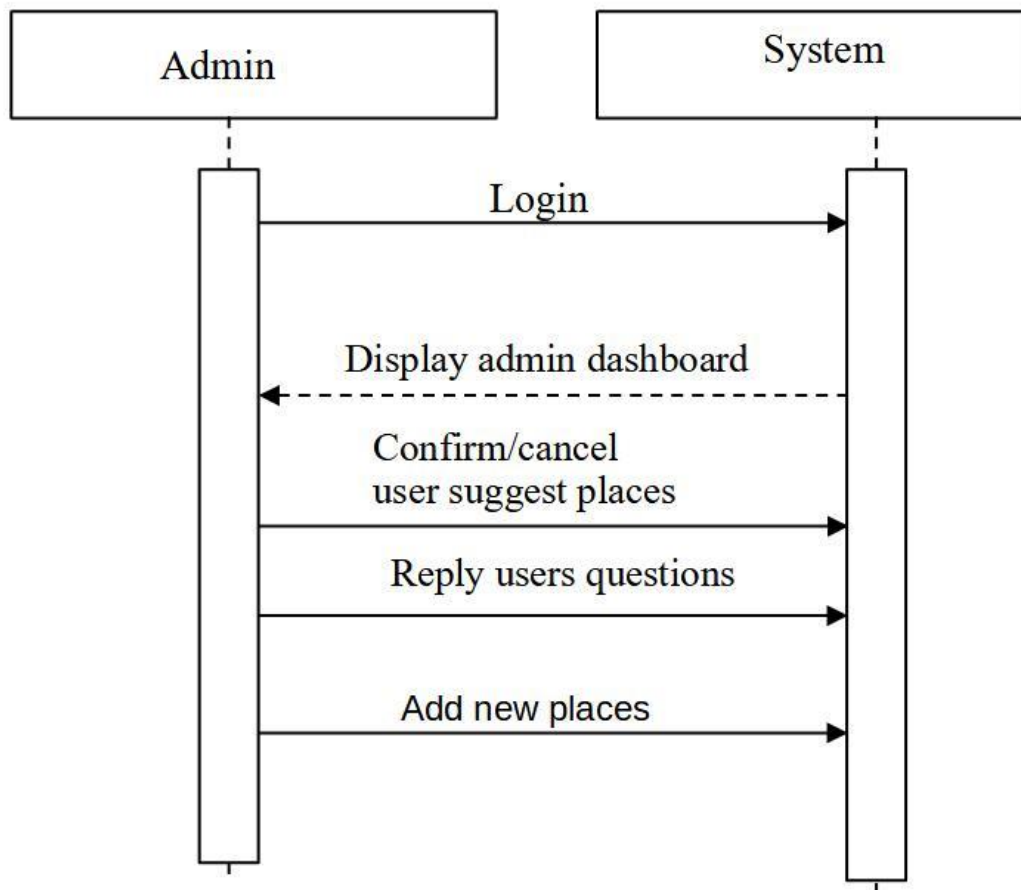 Admin
System
Login
Display admin dashboard
Confirm/cancel
user suggest places
Reply users questions
Add new places